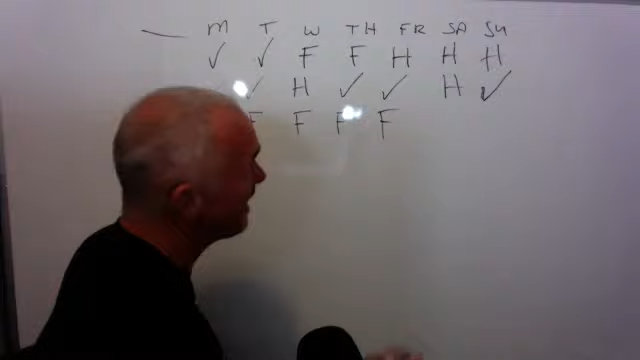 M T W TH FR SA SU
✓ ✓ F F H H H
✓ H ✓ ✓ H ✓
F F F F